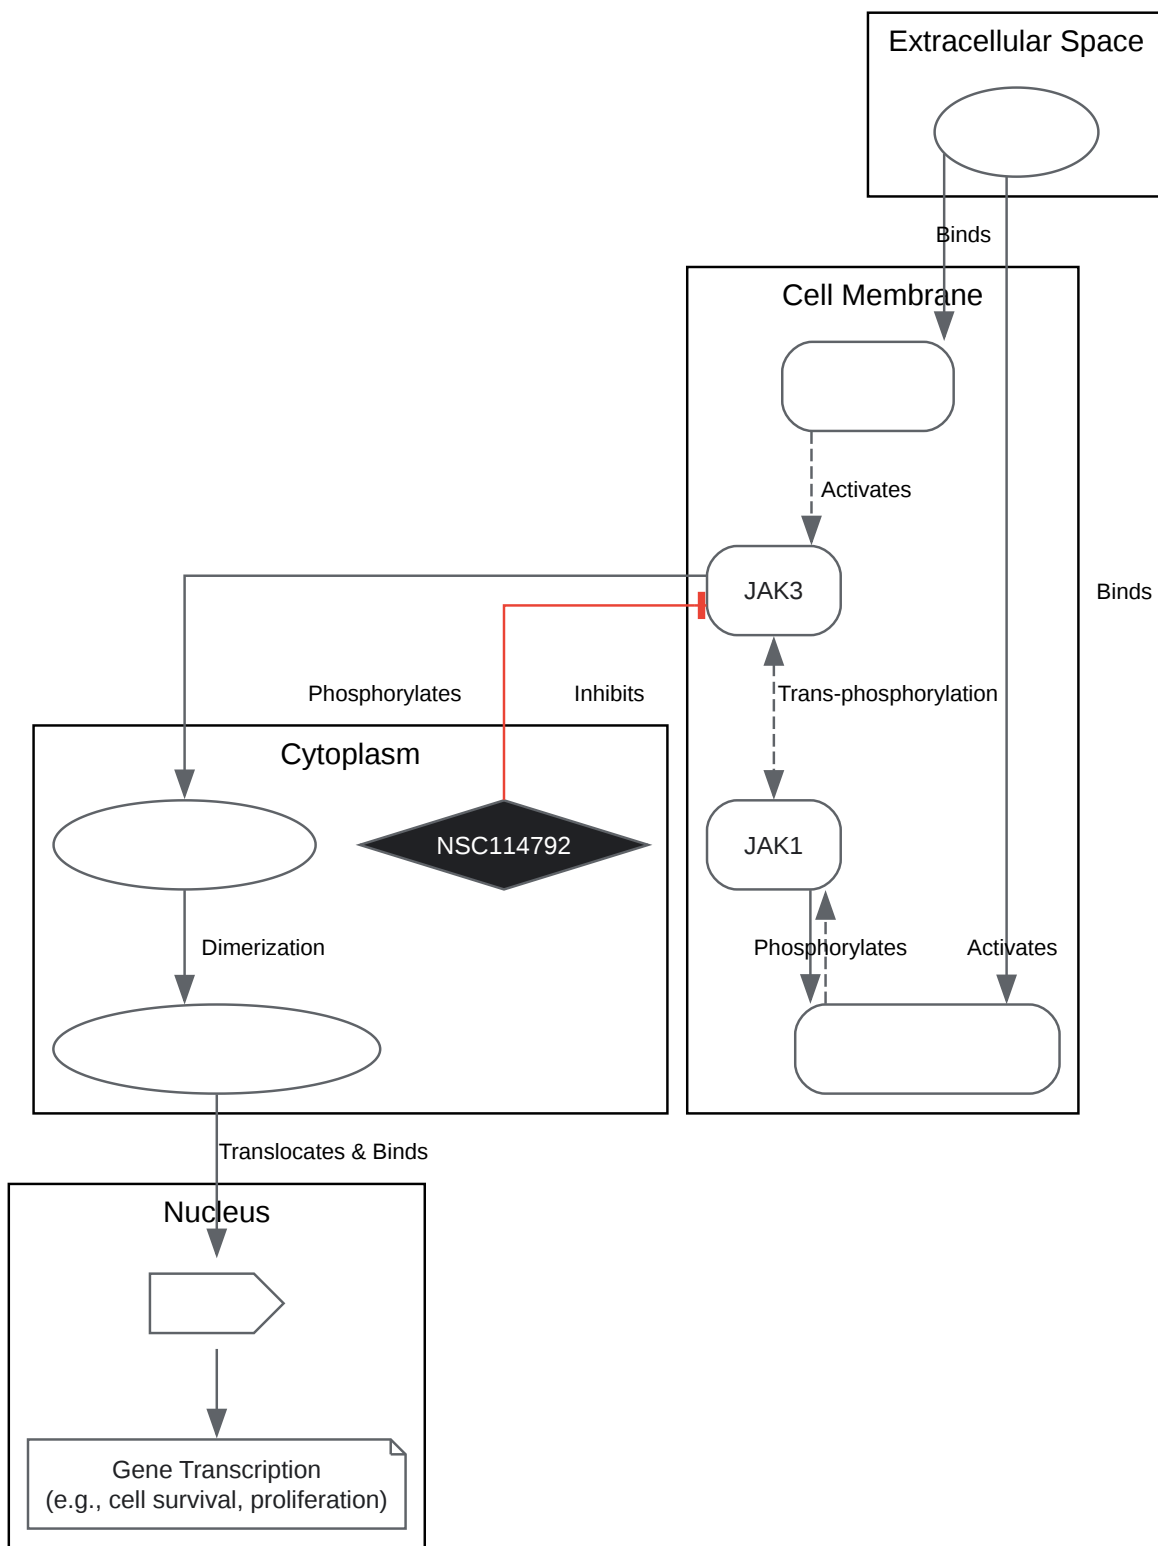 Extracellular Space
Binds
Cell Membrane
Activates
JAK3
Binds
Phosphorylates
Inhibits
Trans-phosphorylation
Cytoplasm
NSC114792
JAK1
Dimerization
Phosphorylates
Activates
Translocates & Binds
Nucleus
Gene Transcription
(e.g., cell survival, proliferation)